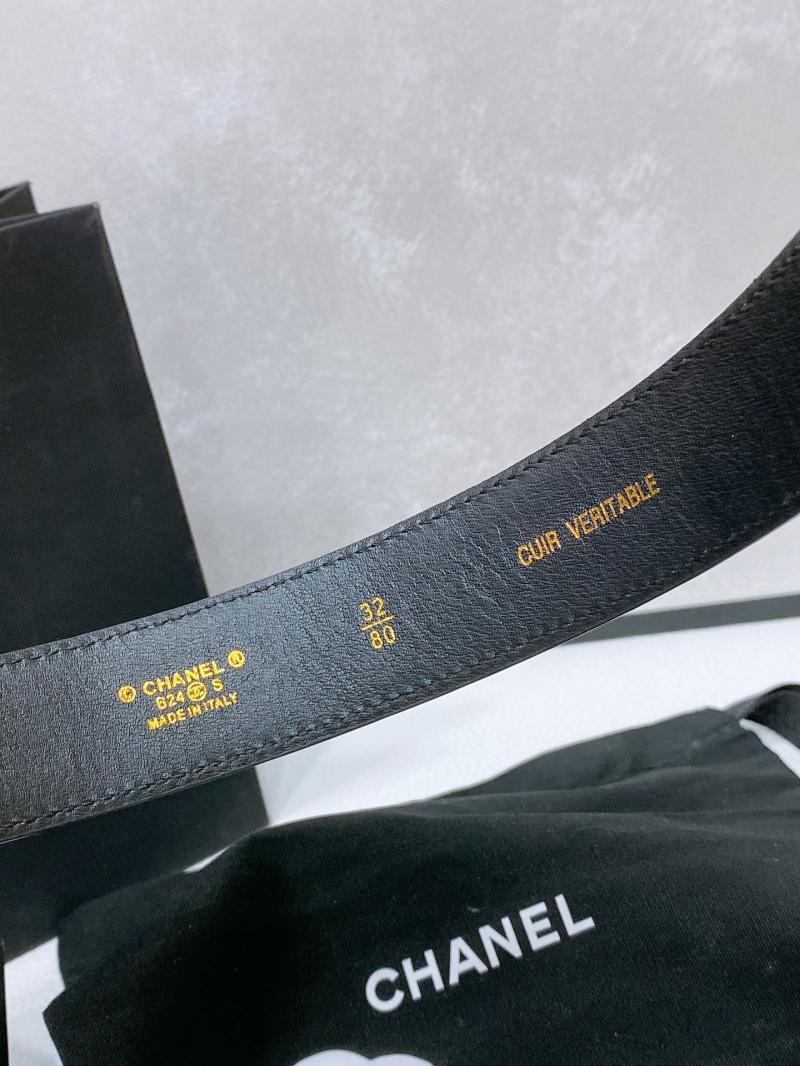 CUIR VERITABLE
32
80
© CHANEL ®
B24 S
MADE IN ITALY
CHANEL